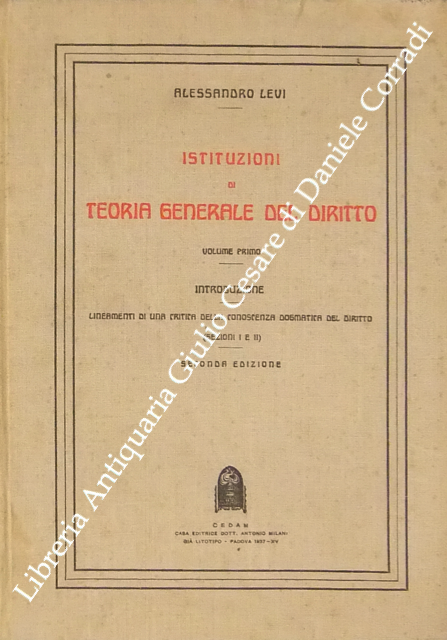 ALESSANDRO LEVI
ISTITUZIONI
DI
TEORIA GENERALE DEL DIRITTO
VOLUME PRIMO
INTRODUZIONE
LINEAMENTI DI UNA CRITICA DELLA CONOSCENZA DOGMATICA DEL DIRITTO
(SEZIONI I E II)
SECONDA EDIZIONE
CEDAM
CASA EDITRICE DOTT. ANTONIO MILANI
GIÀ LITOTIPO - PADOVA 1937-XV
Libreria Antiquaria Giulio Cesare di Daniele Corradi